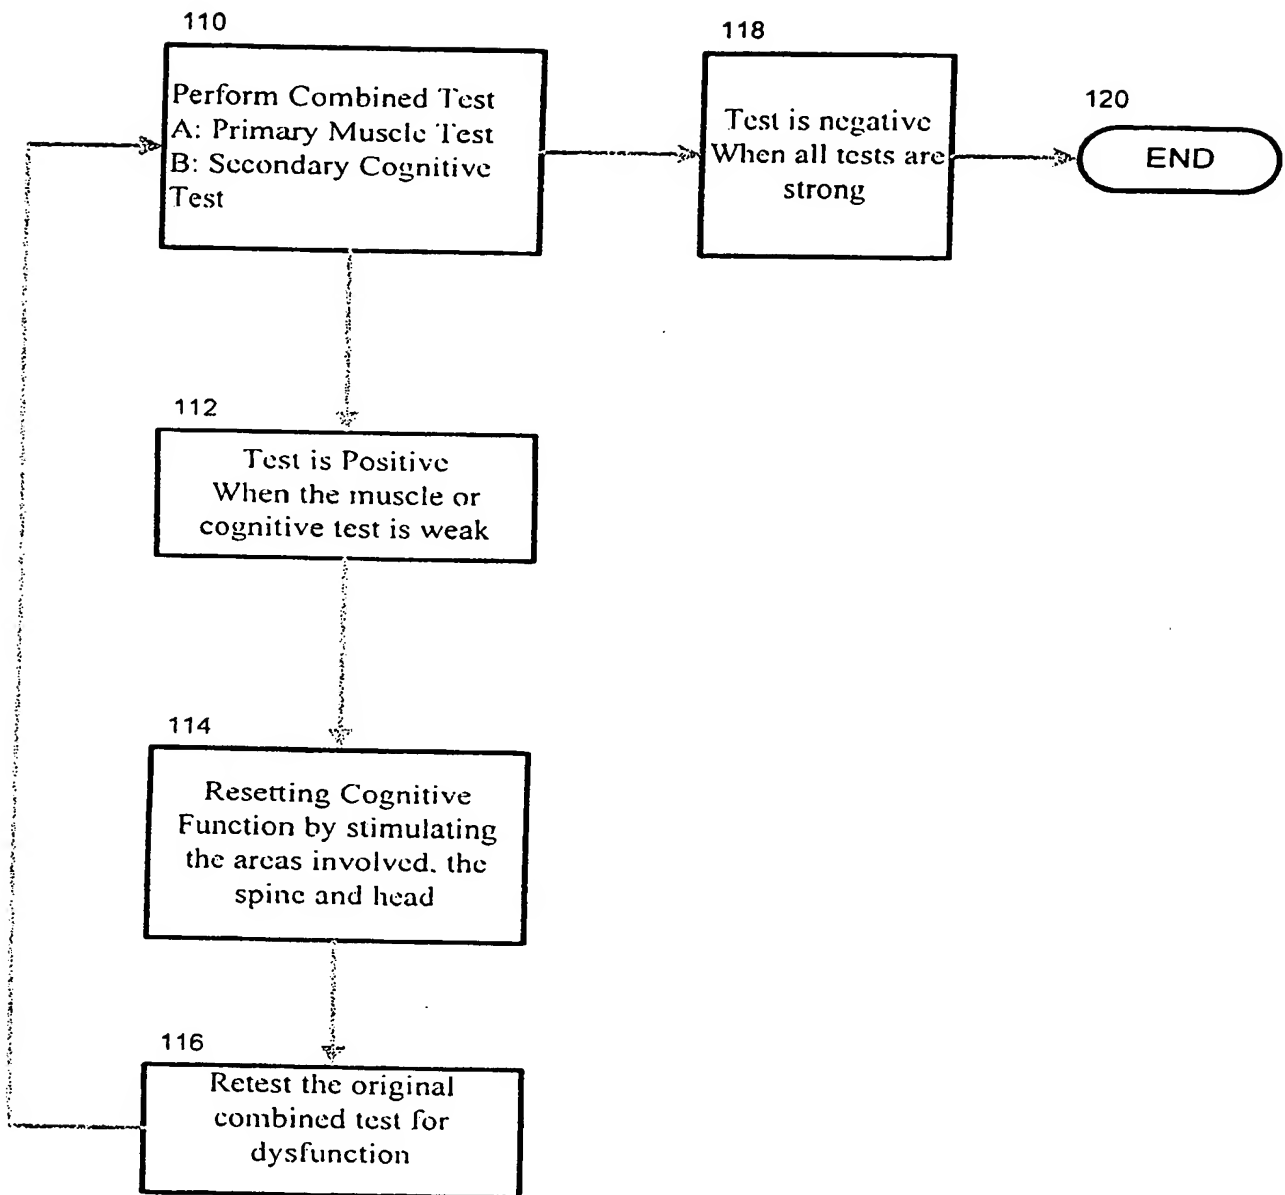 110
Perform Combined Test
A: Primary Muscle Test
B: Secondary Cognitive
Test
118
Test is negative
When all tests are
strong
120
END
112
Test is Positive
When the muscle or
cognitive test is weak
114
Resetting Cognitive
Function by stimulating
the areas involved, the
spine and head
116
Retest the original
combined test for
dysfunction